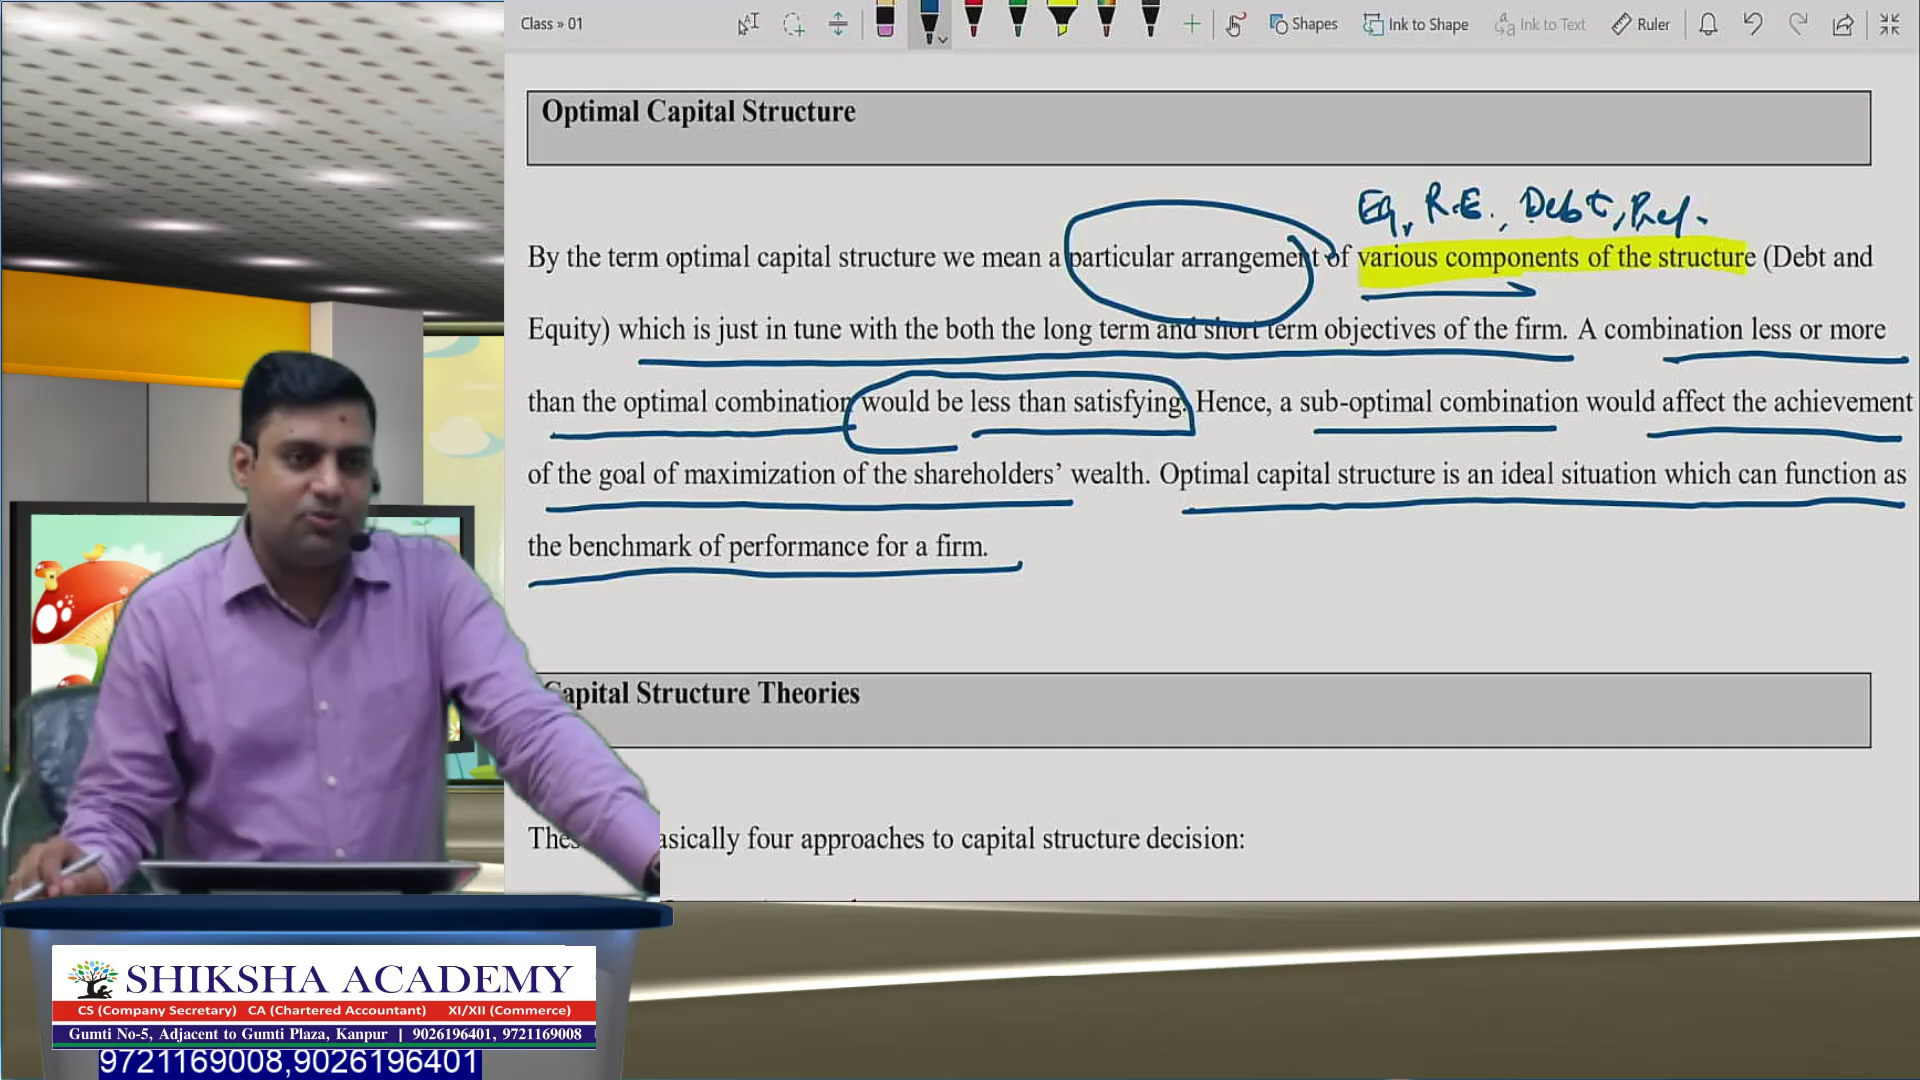 Class » 01
Shapes
Ink to Shape
Ink to Text
Ruler
Optimal Capital Structure
Eq, R.E., Debt, Pref.
By the term optimal capital structure we mean a particular arrangement of various components of the structure (Debt and
Equity) which is just in tune with the both the long term and short term objectives of the firm. A combination less or more
than the optimal combination would be less than satisfying. Hence, a sub-optimal combination would affect the achievement
of the goal of maximization of the shareholders’ wealth. Optimal capital structure is an ideal situation which can function as
the benchmark of performance for a firm.
Capital Structure Theories
four approaches to capital structure decision:
SHIKSHA ACADEMY
CS (Company Secretary) CA (Chartered Accountant) XI/XII (Commerce)
Gumti No-5, Adjacent to Gumti Plaza, Kanpur | 9026196401, 9721169008
9721169008,9026196401